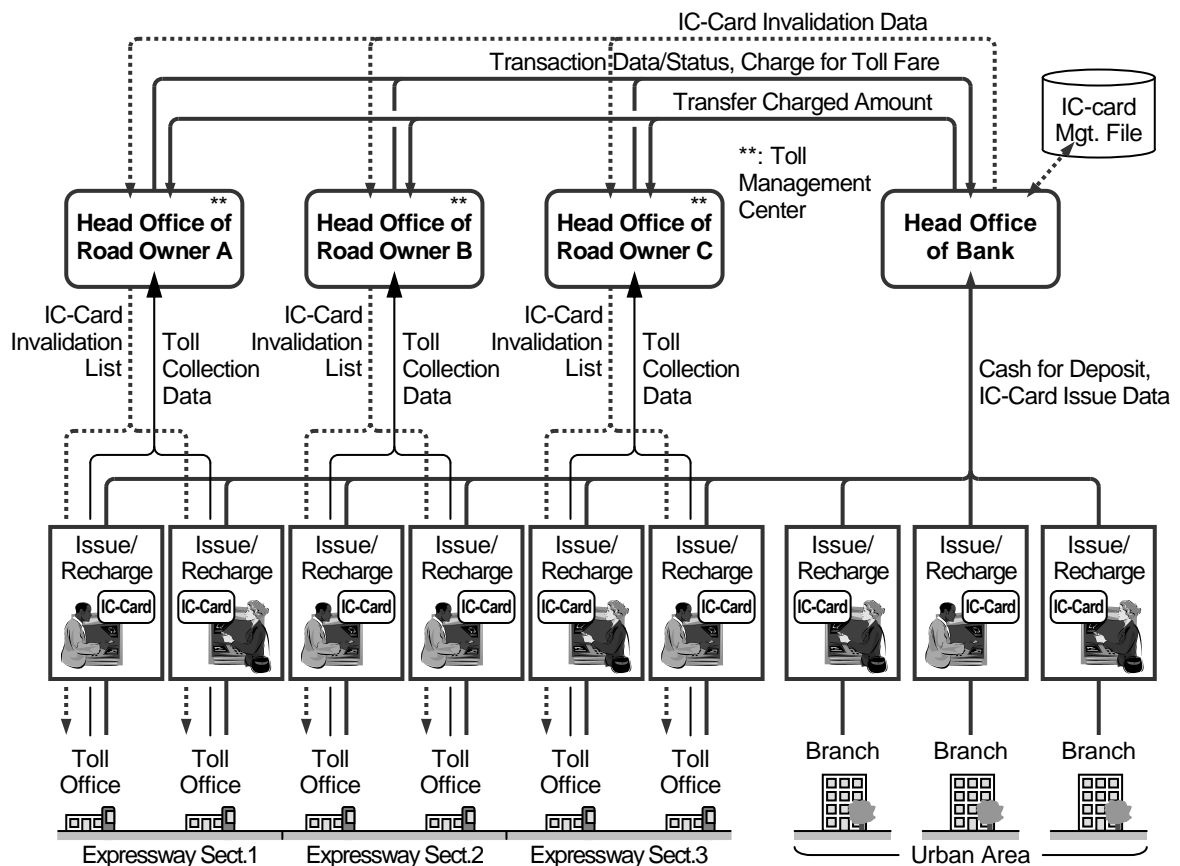 IC-Card Invalidation Data
Transaction Data/Status, Charge for Toll Fare
Transfer Charged Amount
IC-card
Mgt. File
**: Toll
Management
Center
**
Head Office of
Road Owner A
**
Head Office of
Road Owner B
**
Head Office of
Road Owner C
Head Office
of Bank
IC-Card
Invalidation
List
Toll
Collection
Data
IC-Card
Invalidation
List
Toll
Collection
Data
IC-Card
Invalidation
List
Toll
Collection
Data
Cash for Deposit,
IC-Card Issue Data
Issue/
Recharge
IC-Card
Issue/
Recharge
IC-Card
Issue/
Recharge
IC-Card
Issue/
Recharge
IC-Card
Issue/
Recharge
IC-Card
Issue/
Recharge
IC-Card
Issue/
Recharge
IC-Card
Issue/
Recharge
IC-Card
Issue/
Recharge
IC-Card
Toll
Office
Toll
Office
Toll
Office
Toll
Office
Toll
Office
Toll
Office
Branch
Branch
Branch
Expressway Sect.1
Expressway Sect.2
Expressway Sect.3
Urban Area